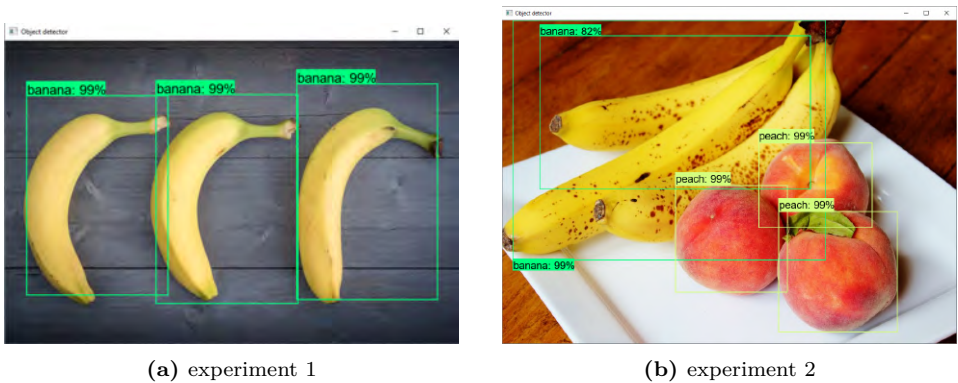 Object detector
banana: 99%
banana: 99%
banana: 99%
(a) experiment 1
Object detector
banana: 82%
peach: 99%
peach: 99%
peach: 99%
banana: 99%
(b) experiment 2